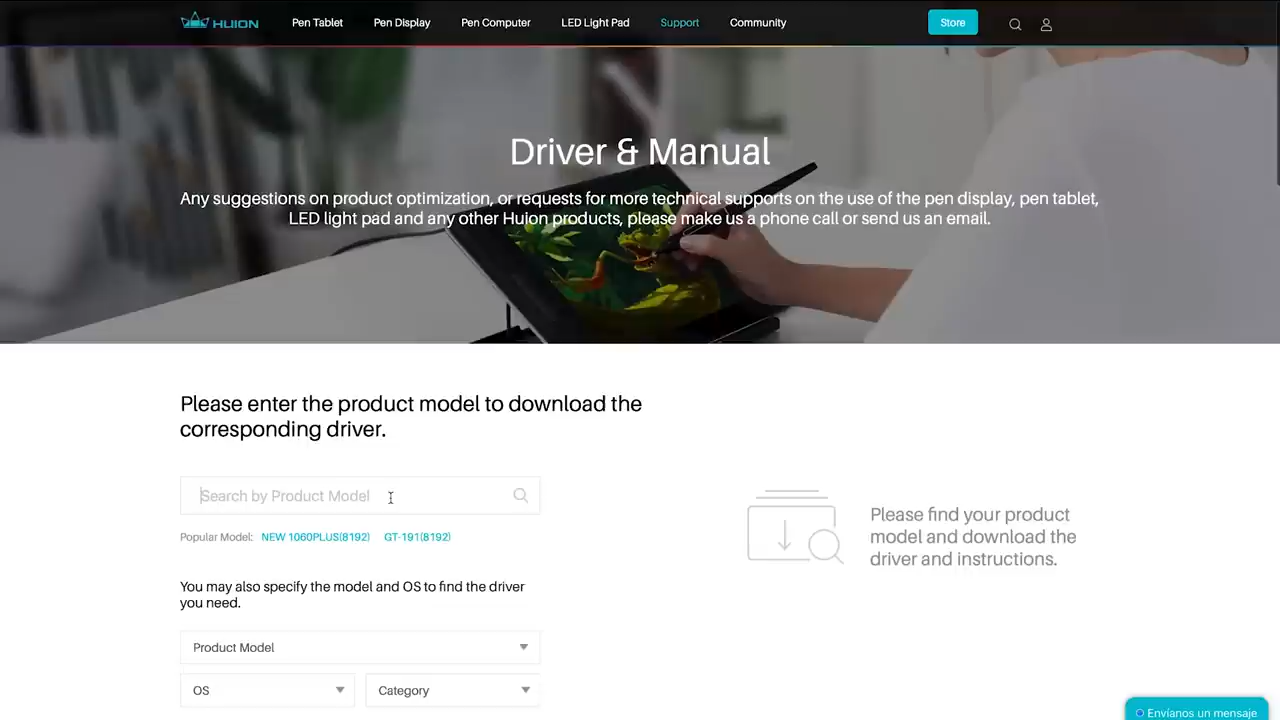 HUION
Pen Tablet
Pen Display
Pen Computer
LED Light Pad
Support
Community
Store
Driver & Manual
Any suggestions on product optimization, or requests for more technical supports on the use of the pen display, pen tablet,
LED light pad and any other Huion products, please make us a phone call or send us an email.
Please enter the product model to download the
corresponding driver.
Search by Product Model
Popular Model: NEW 1060PLUS(8192) GT-191(8192)
You may also specify the model and OS to find the driver
you need.
Product Model
OS
Category
Please find your product
model and download the
driver and instructions.
Envíanos un mensaje